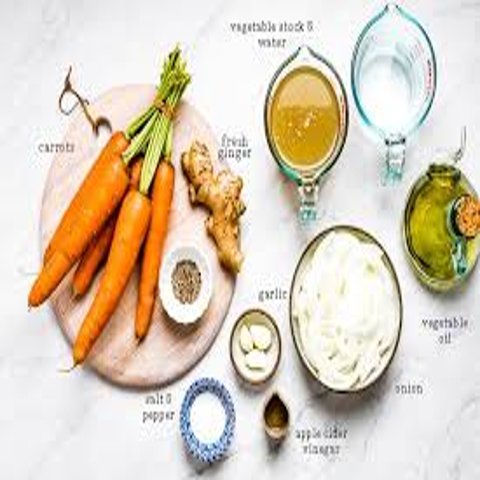 vegetable stock &
water
carrots
fresh
ginger
garlic
vegetable
oil
onion
salt &
pepper
apple cider
vinegar